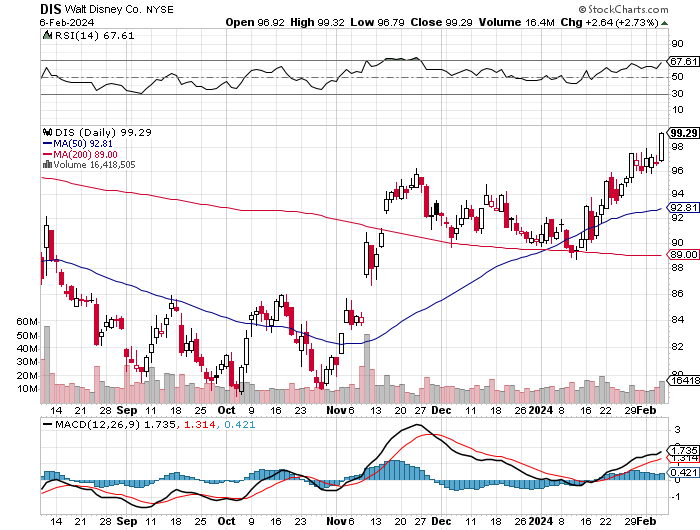 DIS Walt Disney Co. NYSE © StockCharts.com
6-Feb-2024 Open 96.92 High 99.32 Low 96.79 Close 99.29 Volume 16.4M Chg +2.64 (+2.73%)
RSI(14) 67.61
90
67.61
50
30
10
DIS (Daily) 99.29
MA(50) 92.81
MA(200) 89.00
Volume 16,418,505
99.29
98
96
94
92.81
92
90
89.00
88
86
84
82
80
60M
50M
40M
30M
20M
10M
16418
14 21 28 Sep 11 18 25 Oct 9 16 23 Nov 6 13 20 27 Dec 11 18 26 2024 8 16 22 29 Feb
MACD(12,26,9) 1.735, 1.314, 0.421
3
1.735
1.314
0.421
0
-1
14 21 28 Sep 11 18 25 Oct 9 16 23 Nov 6 13 20 27 Dec 11 18 26 2024 8 16 22 29 Feb